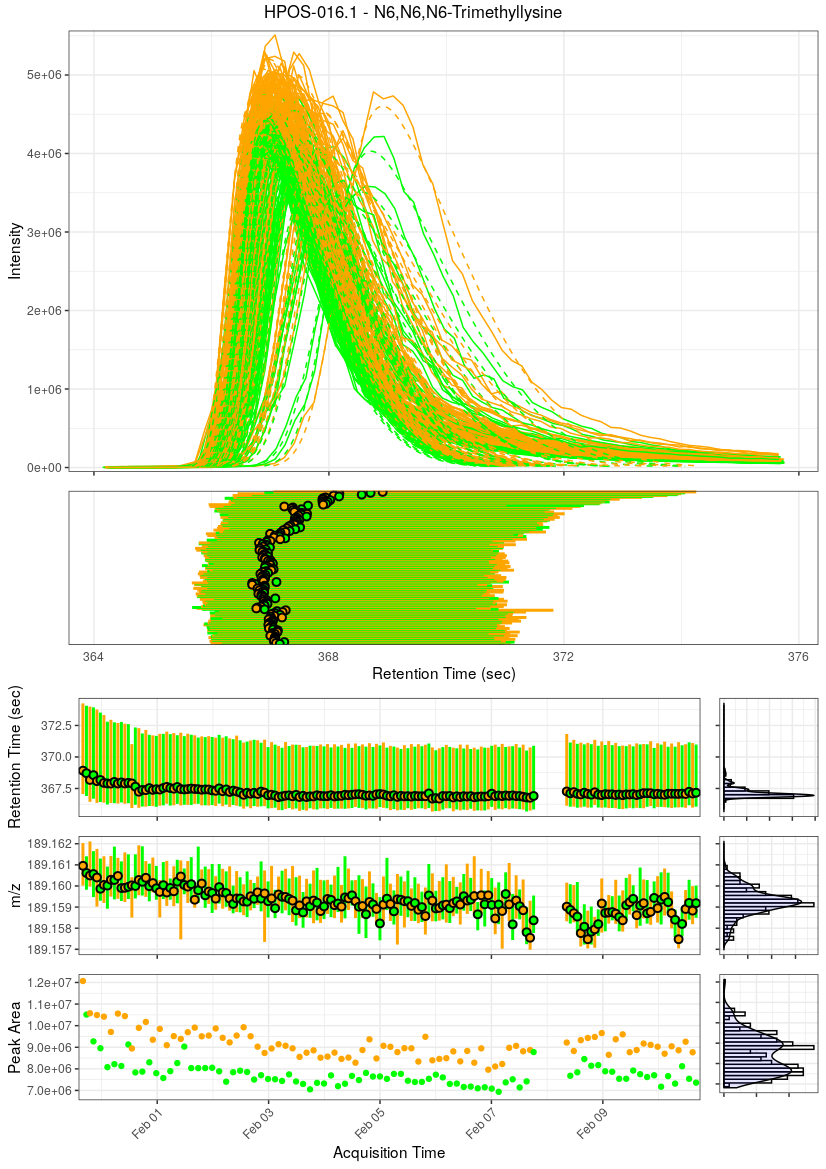 HPOS-016.1 - N6,N6,N6-Trimethyllysine
Intensity
5e+06
4e+06
3e+06
2e+06
1e+06
0e+00
364
368
372
376
Retention Time (sec)
Retention Time (sec)
372.5
370.0
367.5
m/z
189.162
189.161
189.160
189.159
189.158
189.157
Peak Area
1.2e+07
1.1e+07
1.0e+07
9.0e+06
8.0e+06
7.0e+06
Feb 01
Feb 03
Feb 05
Feb 07
Feb 09
Acquisition Time